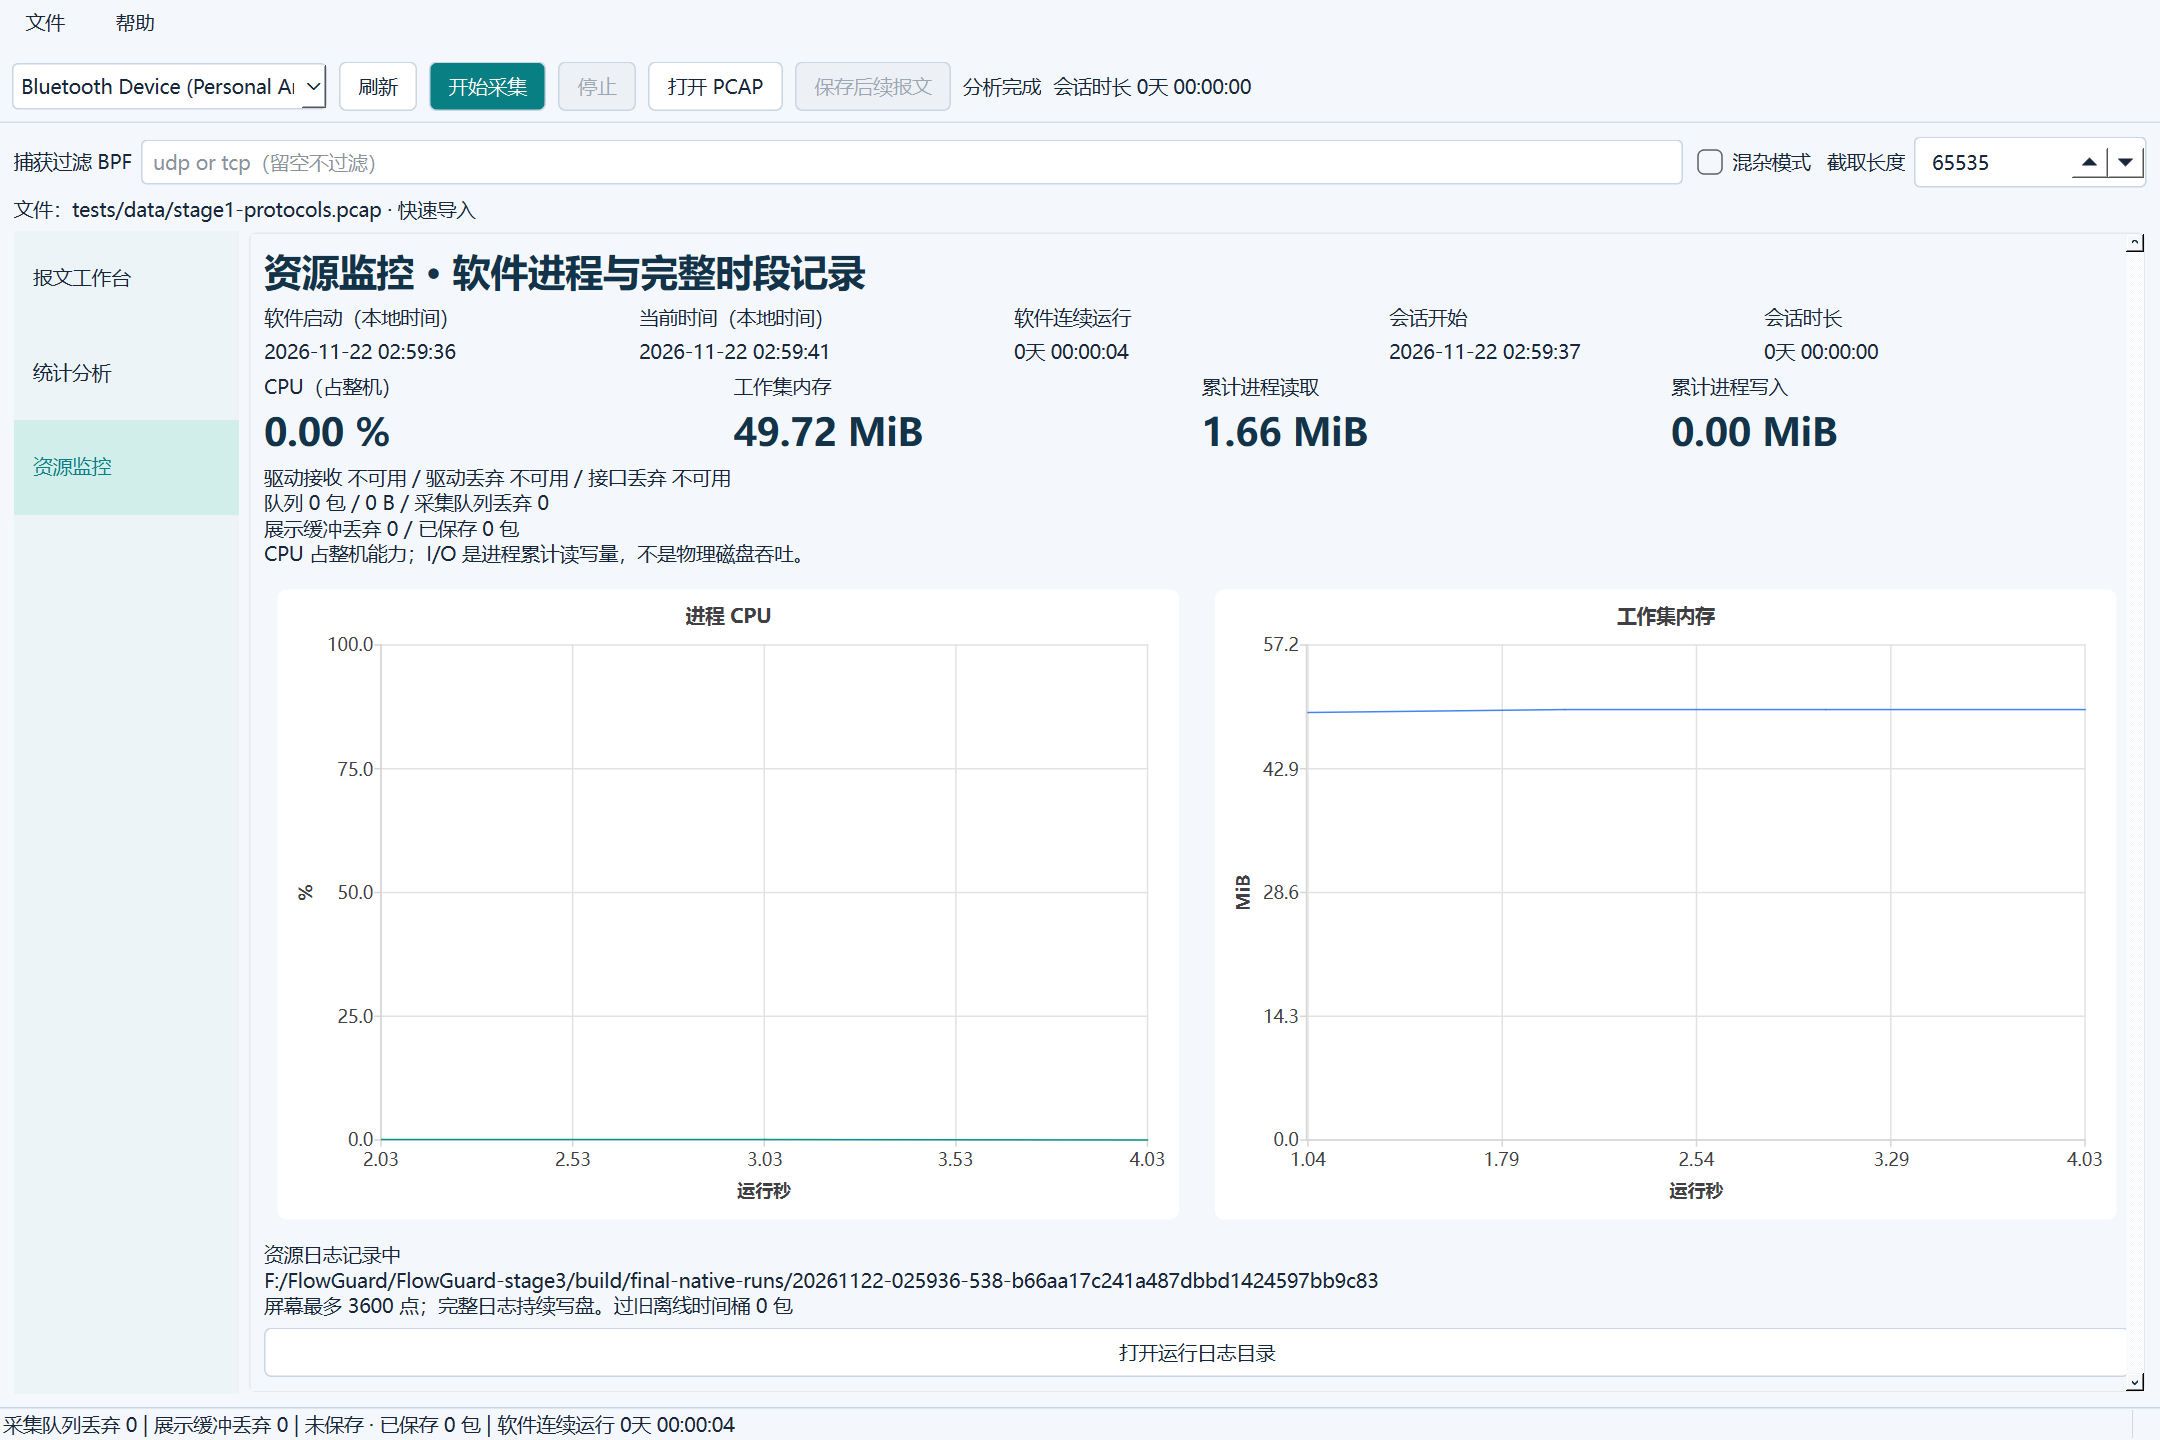 文件 帮助
Bluetooth Device (Personal Ar 刷新 开始采集 停止 打开 PCAP 保存后续报文 分析完成 会话时长 0天 00:00:00
捕获过滤 BPF udp or tcp（留空不过滤） 混杂模式 截取长度 65535
文件：tests/data/stage1-protocols.pcap · 快速导入
报文工作台
统计分析
资源监控
资源监控 • 软件进程与完整时段记录
软件启动（本地时间） 当前时间（本地时间） 软件连续运行 会话开始 会话时长
2026-11-22 02:59:36 2026-11-22 02:59:41 0天 00:00:04 2026-11-22 02:59:37 0天 00:00:00
CPU（占整机） 工作集内存 累计进程读取 累计进程写入
0.00 % 49.72 MiB 1.66 MiB 0.00 MiB
驱动接收 不可用 / 驱动丢弃 不可用 / 接口丢弃 不可用
队列 0 包 / 0 B / 采集队列丢弃 0
展示缓冲丢弃 0 / 已保存 0 包
CPU 占整机能力；I/O 是进程累计读写量，不是物理磁盘吞吐。
进程 CPU
100.0
75.0
% 50.0
25.0
0.0
2.03 2.53 3.03 3.53 4.03
运行秒
工作集内存
57.2
42.9
MiB 28.6
14.3
0.0
1.04 1.79 2.54 3.29 4.03
运行秒
资源日志记录中
F:/FlowGuard/FlowGuard-stage3/build/final-native-runs/20261122-025936-538-b66aa17c241a487dbbd1424597bb9c83
屏幕最多 3600 点；完整日志持续写盘。过旧离线时间桶 0 包
打开运行日志目录
采集队列丢弃 0 | 展示缓冲丢弃 0 | 未保存 · 已保存 0 包 | 软件连续运行 0天 00:00:04